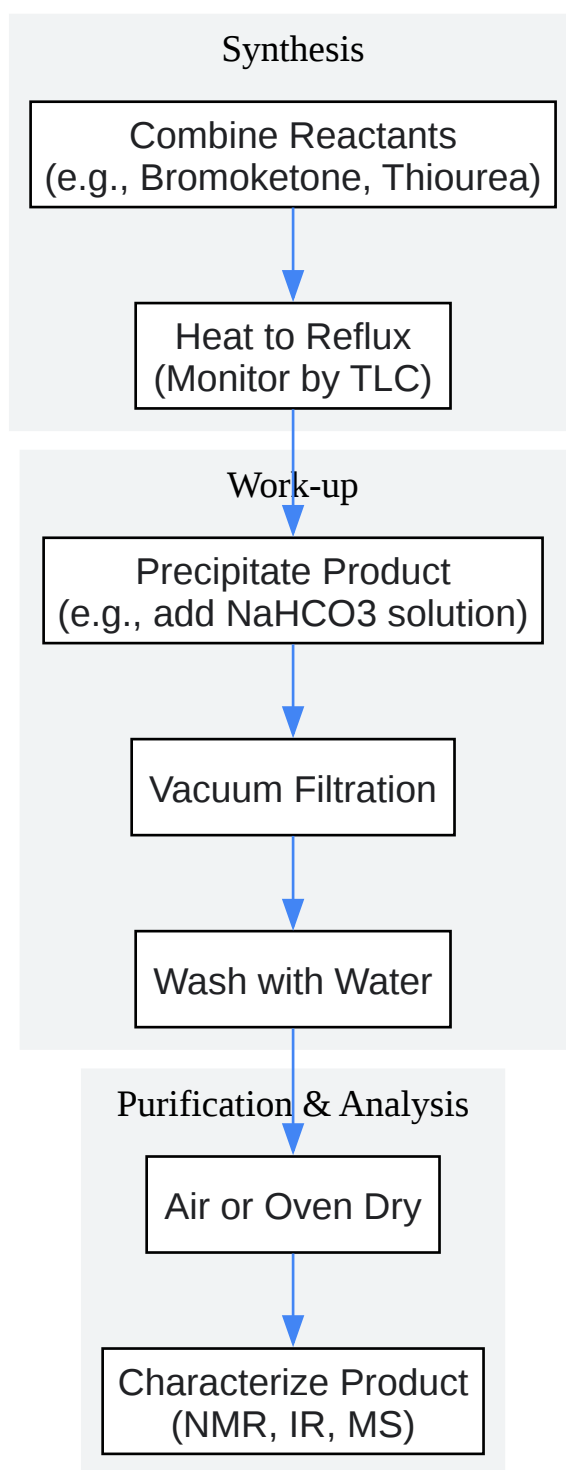 Synthesis
Combine Reactants
(e.g., Bromoketone, Thiourea)
Heat to Reflux
(Monitor by TLC)
Work-up
Precipitate Product
(e.g., add NaHCO3 solution)
Vacuum Filtration
Wash with Water
Purification & Analysis
Air or Oven Dry
Characterize Product
(NMR, IR, MS)